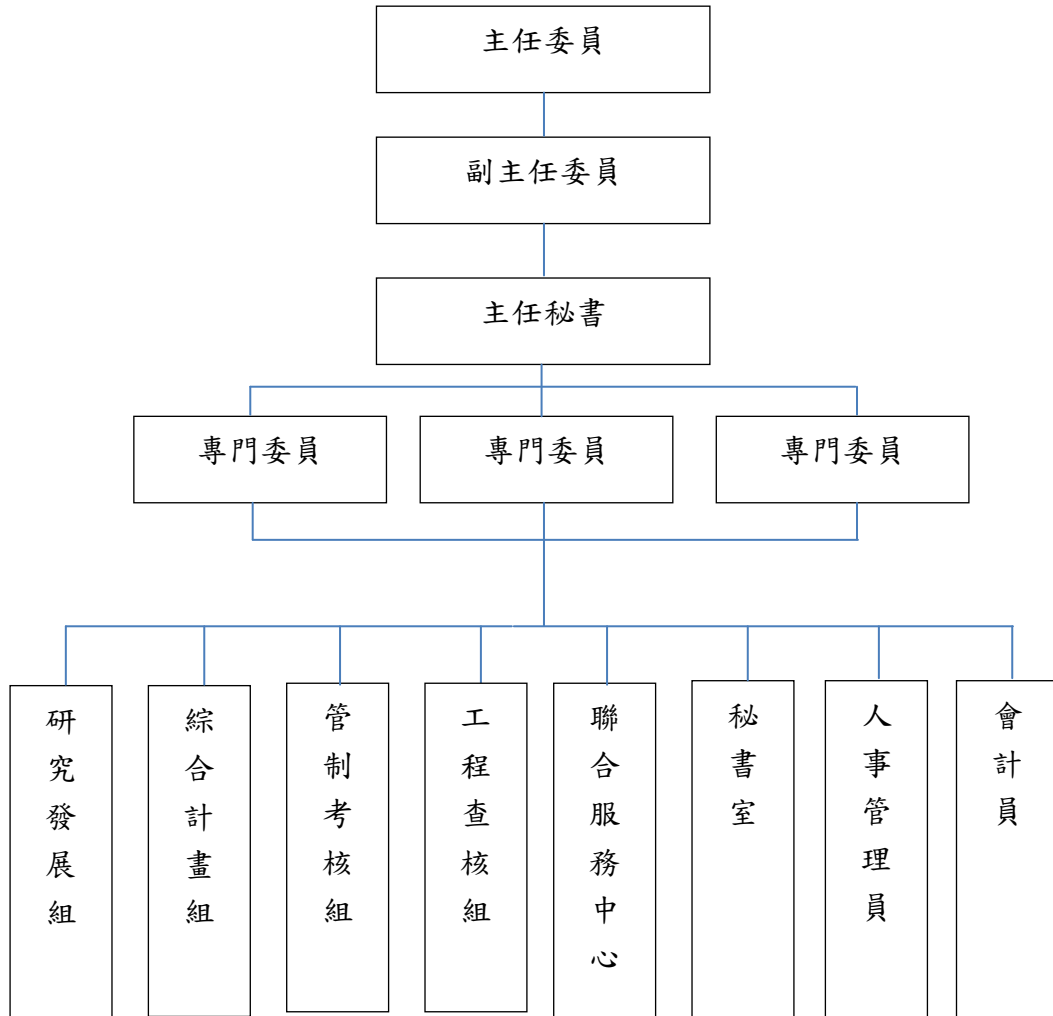 主任委員
副主任委員
主任秘書
專門委員
專門委員
專門委員
研究發展組
綜合計畫組
管制考核組
工程查核組
聯合服務中心
秘書室
人事管理員
會計員